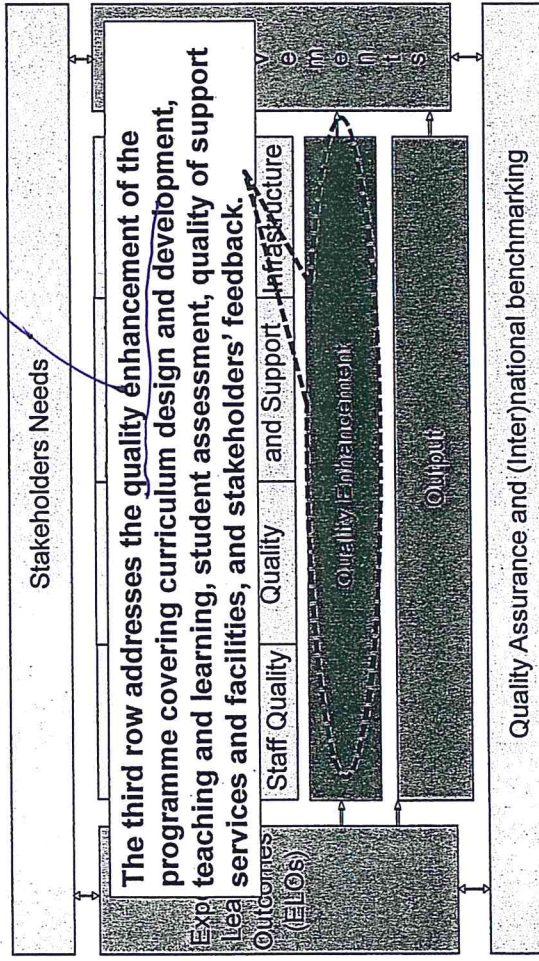 Stakeholders Needs
The third row addresses the quality enhancement of the
programme covering curriculum design and development,
teaching and learning, student assessment, quality of support
services and facilities, and stakeholders' feedback.
Outcomes
(ELOs)
Staff Quality
Quality
and Support
Infrastructure
Quality Enhancement
Output
v
e
m
e
n
t
s
Quality Assurance and (Inter)national benchmarking